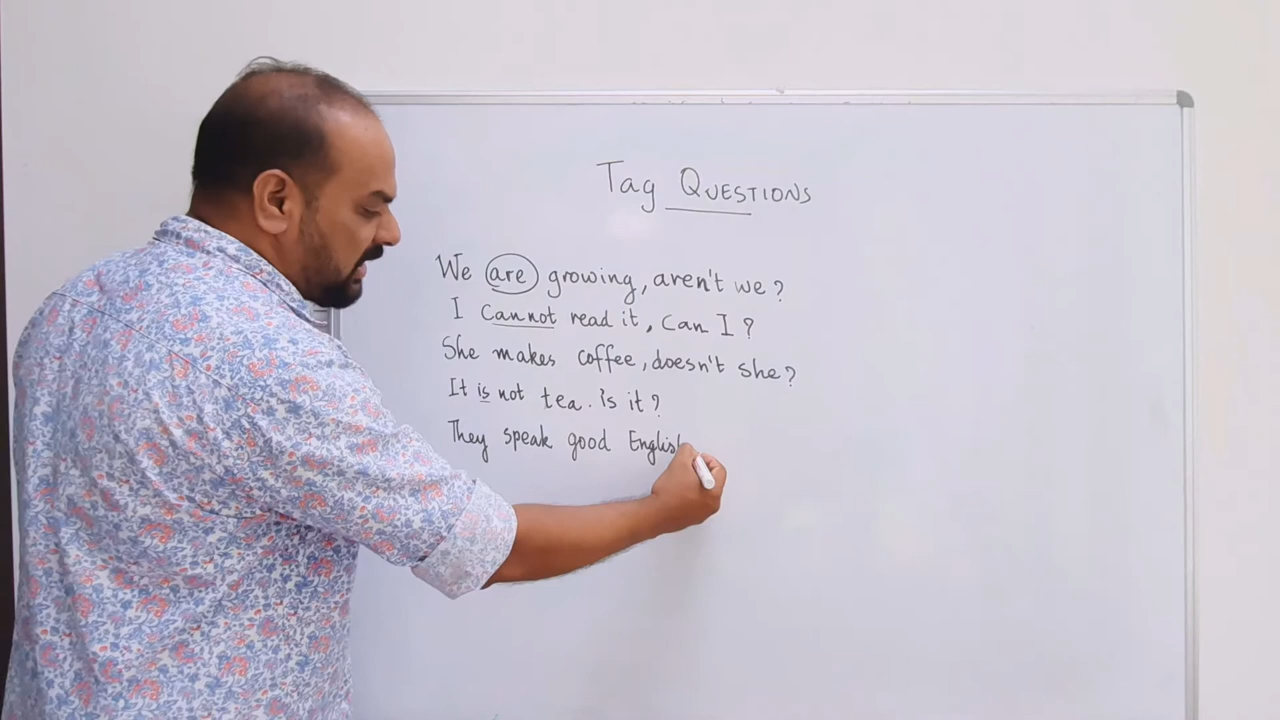 Tag QUESTIONS
We are growing, aren't we?
I cannot read it, Can I?
She makes coffee, doesn't she?
It is not tea. Is it?
They speak good English